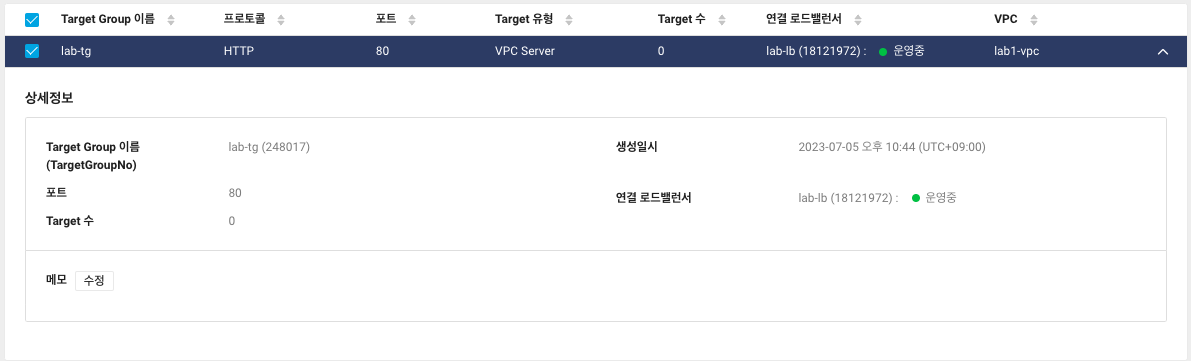 Target Group 이름 프로토콜 포트 Target 유형 Target 수 연결 로드밸런서 VPC
lab-tg HTTP 80 VPC Server 0 lab-lb (18121972) : 운영중 lab1-vpc
상세정보
Target Group 이름 (TargetGroupNo) lab-tg (248017) 생성일시 2023-07-05 오후 10:44 (UTC+09:00)
포트 80 연결 로드밸런서 lab-lb (18121972) : 운영중
Target 수 0
메모 수정